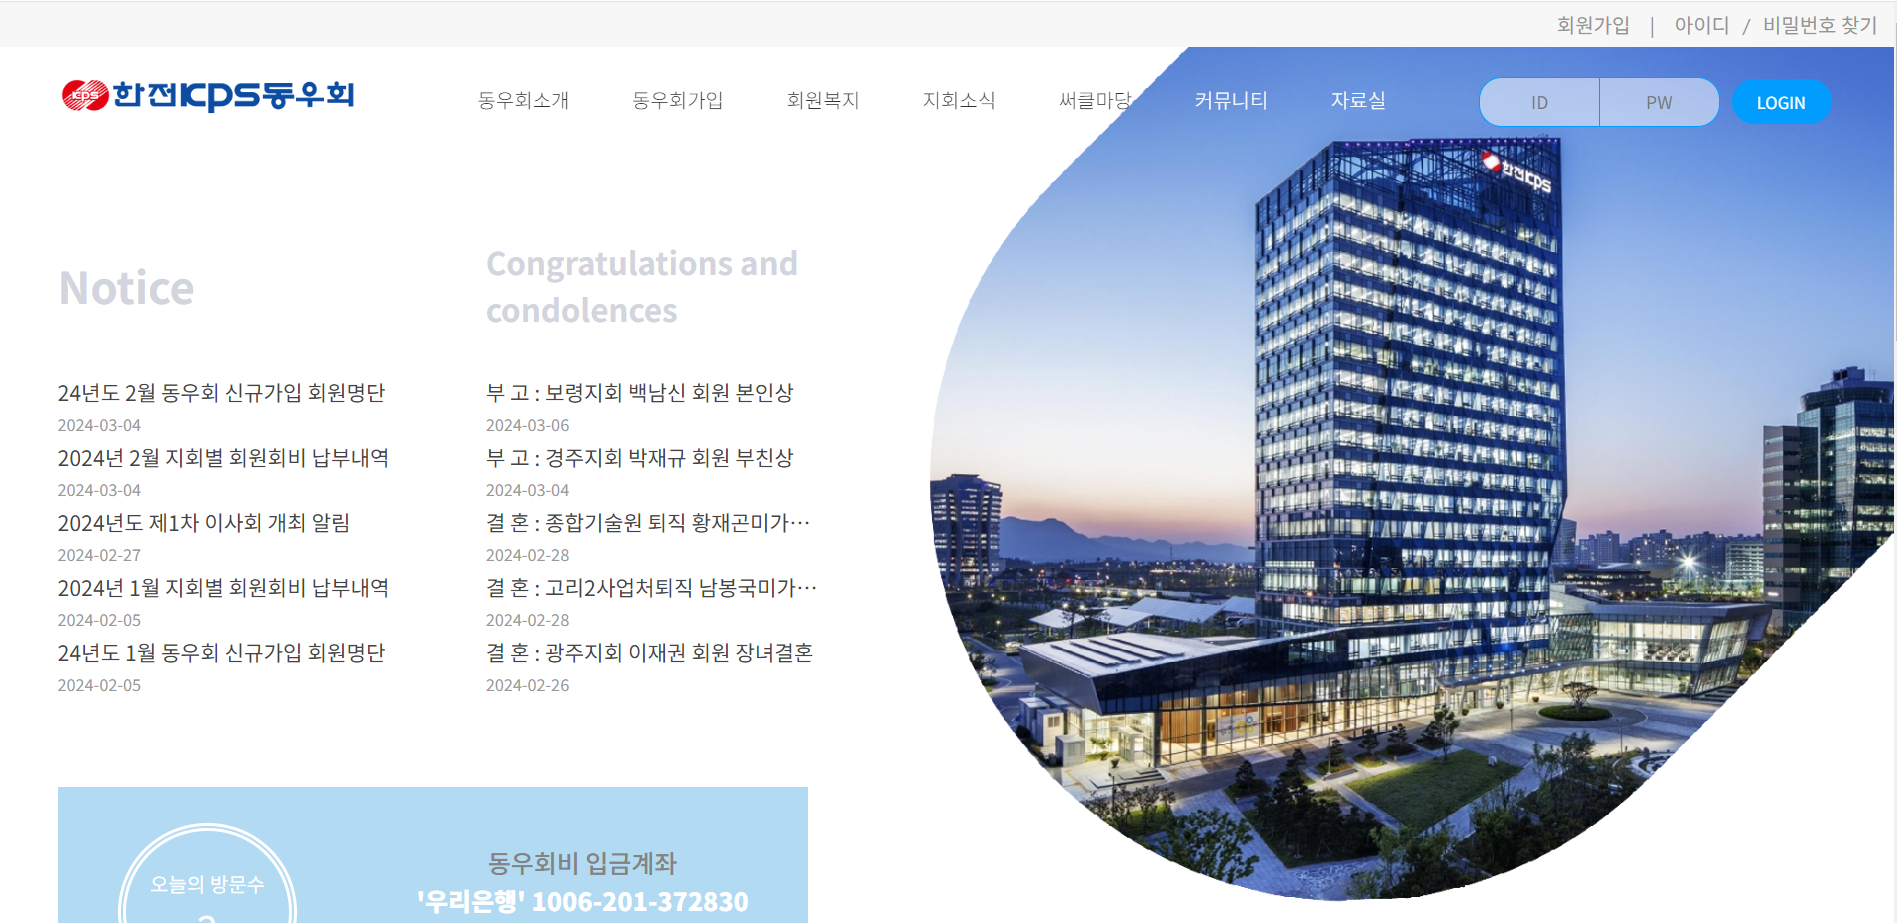 회원가입 | 아이디 / 비밀번호 찾기
kps 한전KPS동우회
동우회소개 동우회가입 회원복지 지회소식 써클마당 커뮤니티 자료실 ID PW LOGIN
한전KPS
Notice
24년도 2월 동우회 신규가입 회원명단
2024-03-04
2024년 2월 지회별 회원회비 납부내역
2024-03-04
2024년도 제1차 이사회 개최 알림
2024-02-27
2024년 1월 지회별 회원회비 납부내역
2024-02-05
24년도 1월 동우회 신규가입 회원명단
2024-02-05
Congratulations and
condolences
부 고 : 보령지회 백남신 회원 본인상
2024-03-06
부 고 : 경주지회 박재규 회원 부친상
2024-03-04
결 혼 : 종합기술원 퇴직 황재곤미가…
2024-02-28
결 혼 : 고리2사업처퇴직 남봉국미가…
2024-02-28
결 혼 : 광주지회 이재권 회원 장녀결혼
2024-02-26
오늘의 방문수
동우회비 입금계좌
'우리은행' 1006-201-372830